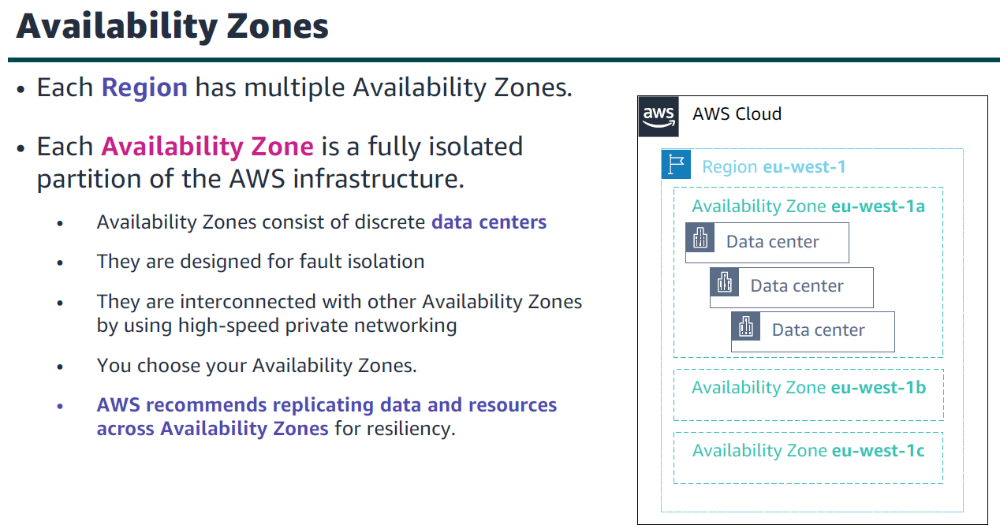 Availability Zones
• Each Region has multiple Availability Zones.
• Each Availability Zone is a fully isolated
partition of the AWS infrastructure.
• Availability Zones consist of discrete data centers
• They are designed for fault isolation
• They are interconnected with other Availability Zones
by using high-speed private networking
• You choose your Availability Zones.
• AWS recommends replicating data and resources
across Availability Zones for resiliency.
aws
AWS Cloud
Region eu-west-1
Availability Zone eu-west-1a
Data center
Data center
Data center
Availability Zone eu-west-1b
Availability Zone eu-west-1c